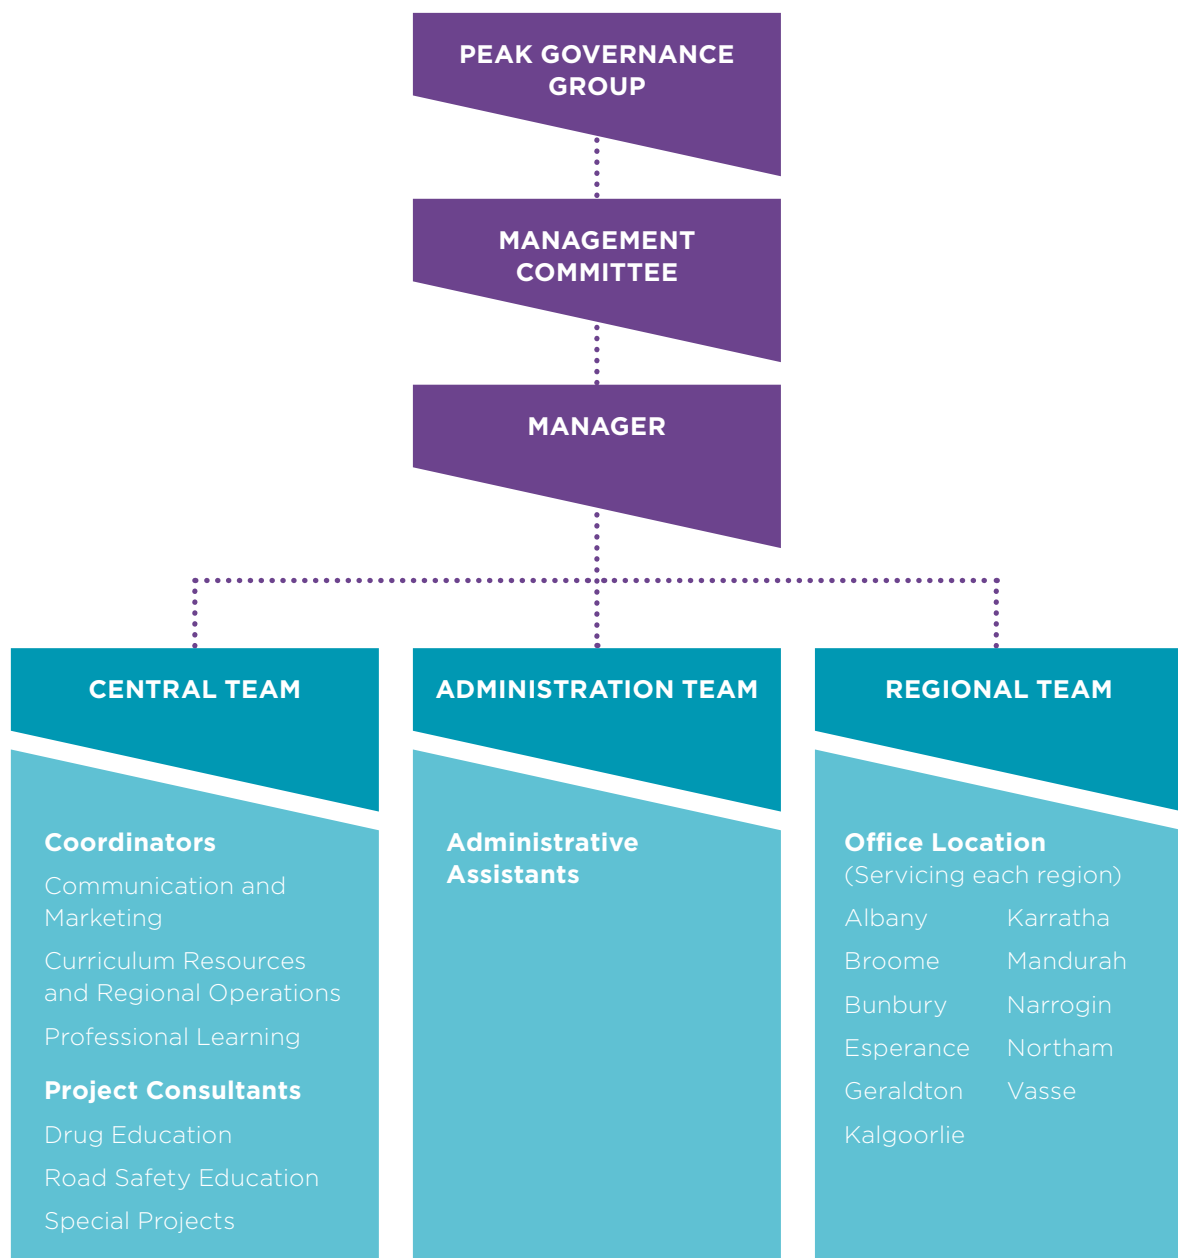 PEAK GOVERNANCE
GROUP
MANAGEMENT
COMMITTEE
MANAGER
CENTRAL TEAM
Coordinators
Communication and
Marketing
Curriculum Resources
and Regional Operations
Professional Learning
Project Consultants
Drug Education
Road Safety Education
Special Projects
ADMINISTRATION TEAM
Administrative
Assistants
REGIONAL TEAM
Office Location
(Servicing each region)
Albany
Broome
Bunbury
Esperance
Geraldton
Kalgoorlie
Karratha
Mandurah
Narrogin
Northam
Vasse